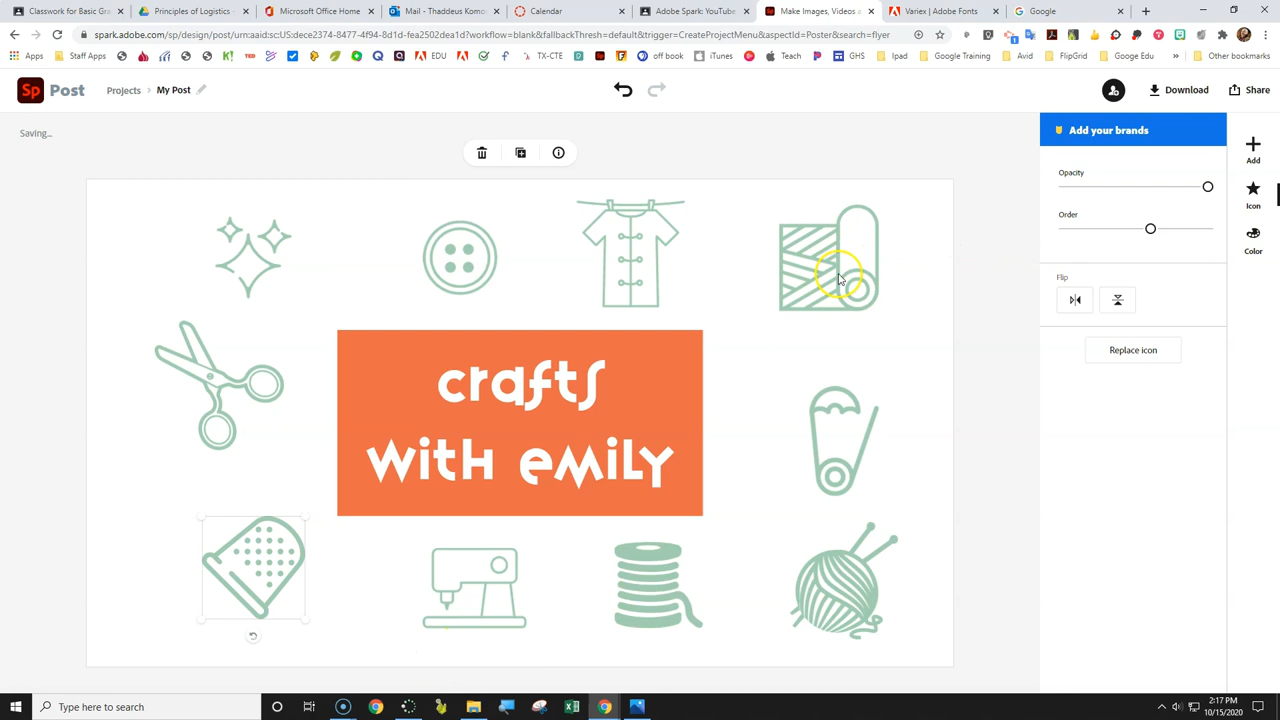 Classwork for Basic Gra
Principles of Logistics -
Microsoft Office Home
Mail - Thaddeus Komo
Calendar
Adobe Spark: YouTube
Make Images, Videos a
Variex | Adobe Fonts
Google
spark.adobe.com/sp/design/post/urn:aaid:sc:US:dece2374-8477-4f94-8d1d-fea2502dea1d?workflow=blank&fallbackThresh=default&trigger=CreateProjectMenu&aspectId=Poster&search=flyer
Apps
Staff Apps
EDU
TX-CTE
off book
iTunes
Teach
GHS
Ipad
Google Training
Avid
FlipGrid
Googe Edu
»
Other bookmarks
Sp Post
Projects > My Post
Download
Share
Saving...
Add your brands
Opacity
Order
Flip
Replace icon
Add
Icon
Color
crafts
with emily
Type here to search
2:17 PM
10/15/2020